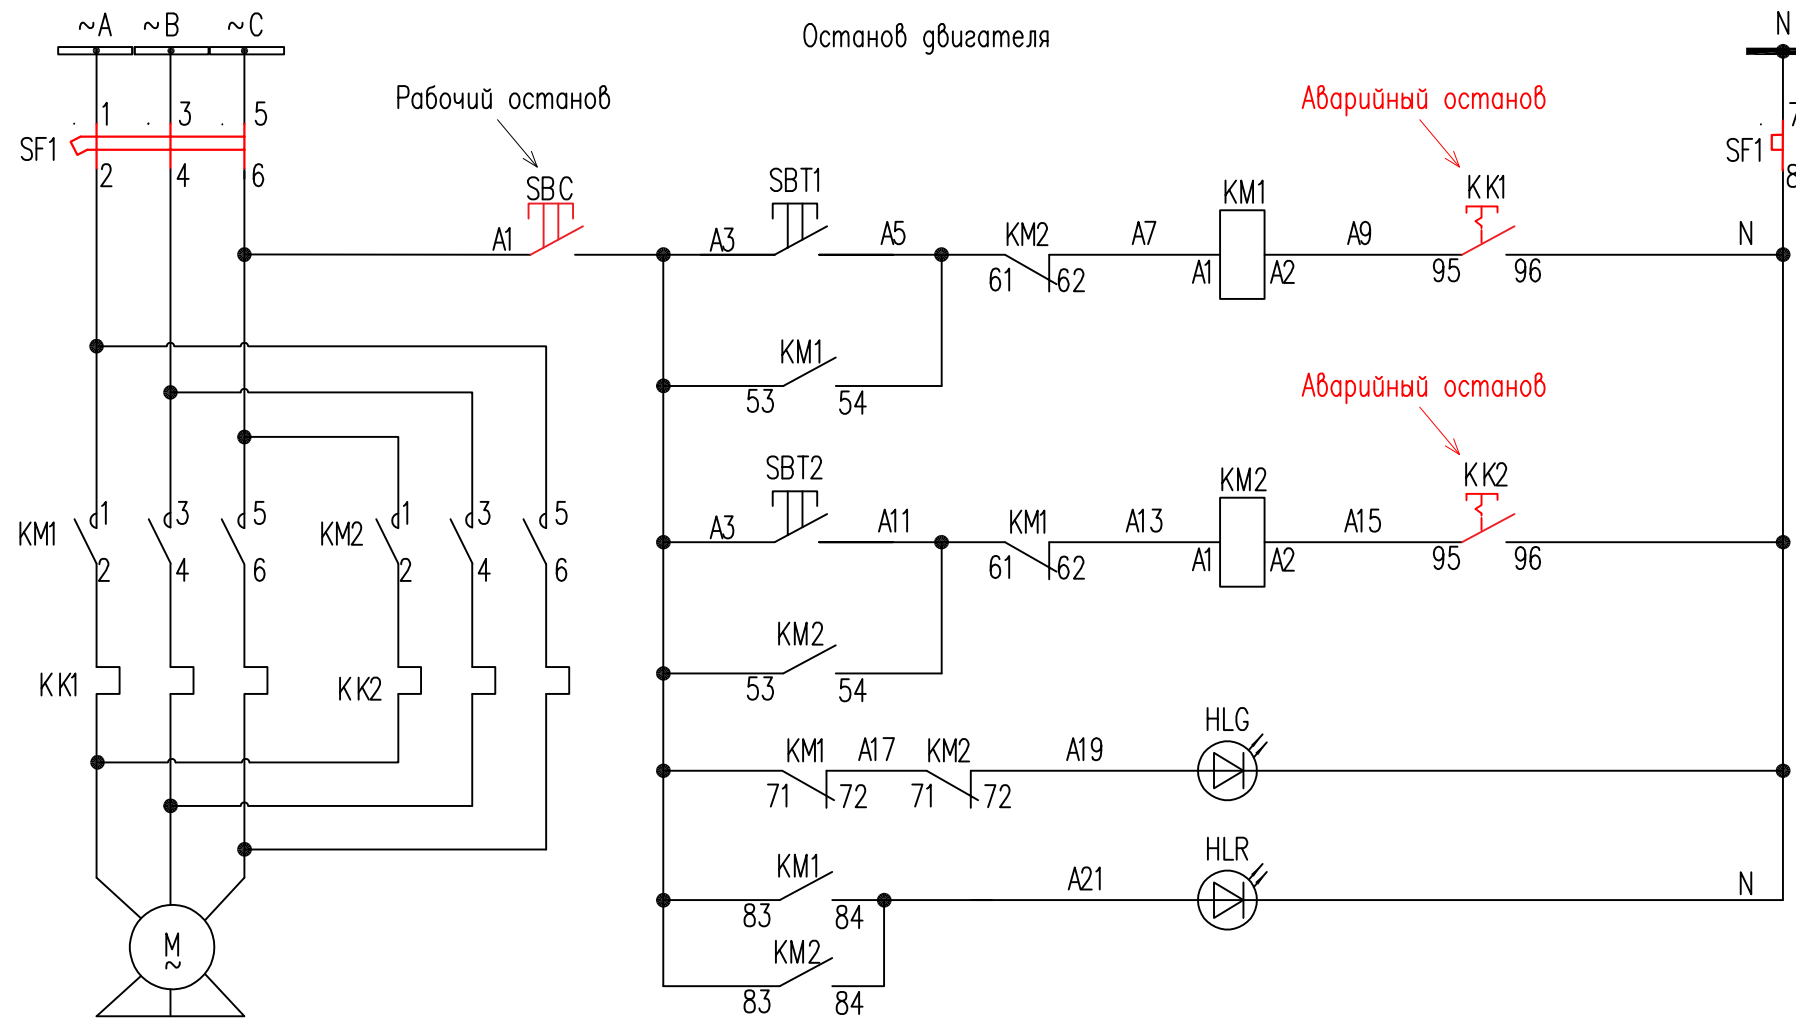 ~A ~B ~C
Останов двигателя
N
Рабочий останов
Аварийный останов
1 3 5
7
SF1
SF1
2 4 6
8
SBC
SBT1
KM1
KK1
A1
A3
A5
KM2
A7
A9
N
61 62
A1 A2
95 96
KM1
53 54
Аварийный останов
SBT2
KM2
KK2
A3
A11
KM1
A13
A15
61 62
A1 A2
95 96
KM1
1 3 5
2 4 6
KM2
1 3 5
2 4 6
KM2
53 54
KK1
KK2
HLG
KM1
A17
KM2
A19
71 72
71 72
HLR
KM1
A21
N
83 84
KM2
83 84
M
~